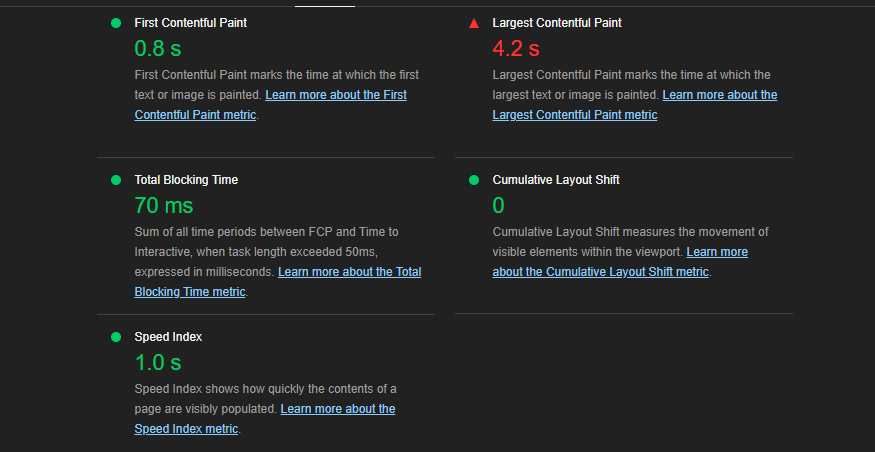 First Contentful Paint
0.8 s
First Contentful Paint marks the time at which the first
text or image is painted. Learn more about the First
Contentful Paint metric.
Largest Contentful Paint
4.2 s
Largest Contentful Paint marks the time at which the
largest text or image is painted. Learn more about the
Largest Contentful Paint metric
Total Blocking Time
70 ms
Sum of all time periods between FCP and Time to
Interactive, when task length exceeded 50ms,
expressed in milliseconds. Learn more about the Total
Blocking Time metric.
Cumulative Layout Shift
0
Cumulative Layout Shift measures the movement of
visible elements within the viewport. Learn more
about the Cumulative Layout Shift metric.
Speed Index
1.0 s
Speed Index shows how quickly the contents of a
page are visibly populated. Learn more about the
Speed Index metric.